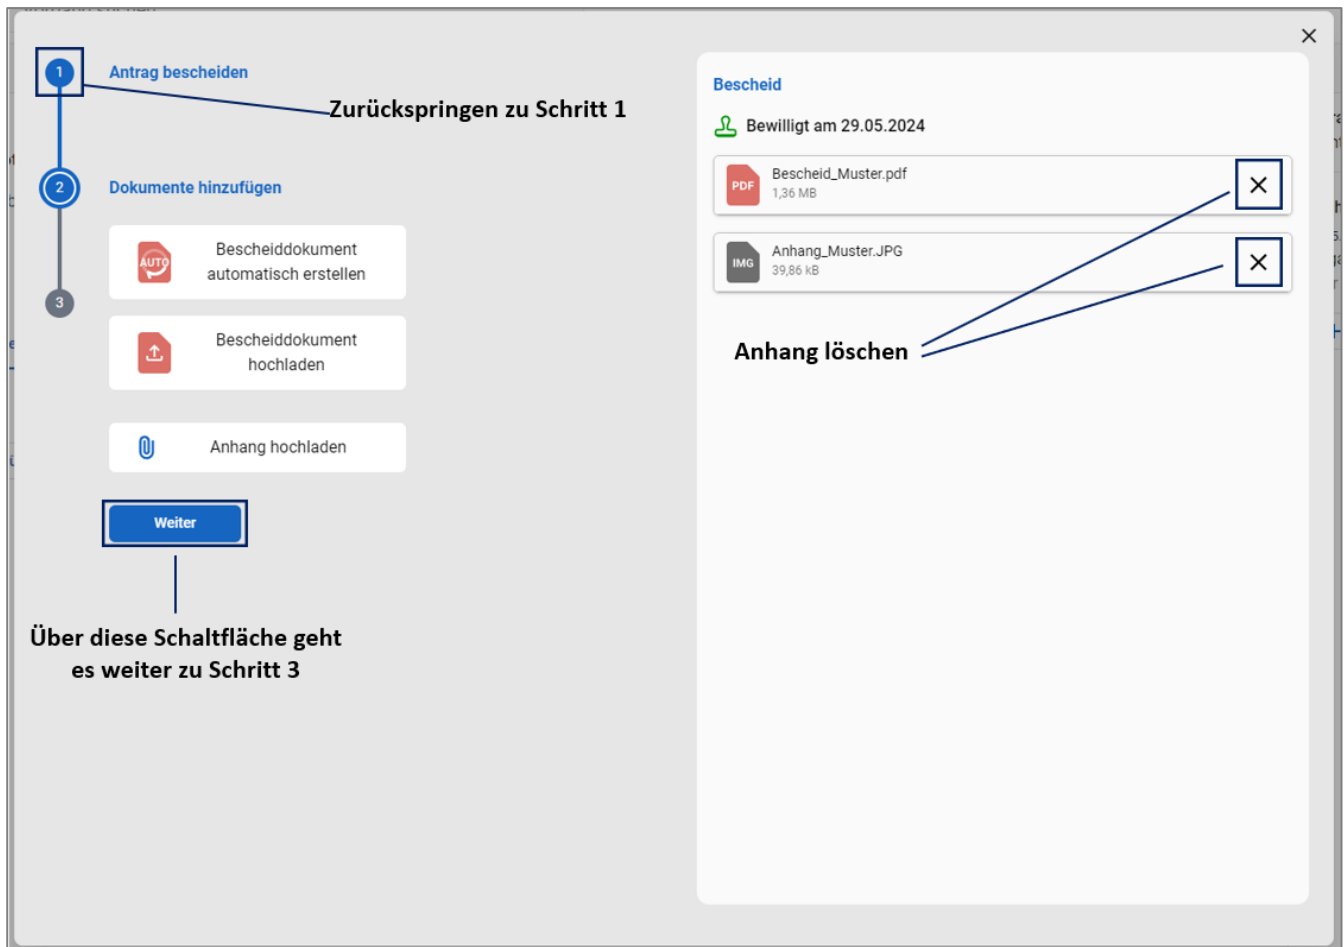 1
Antrag bescheiden
Zurückspringen zu Schritt 1
2
Dokumente hinzufügen
AUTO
Bescheiddokument
automatisch erstellen
Bescheiddokument
hochladen
3
Anhang hochladen
Weiter
Über diese Schaltfläche geht
es weiter zu Schritt 3
Bescheid
Bewilligt am 29.05.2024
PDF
Bescheid_Muster.pdf
1,36 MB
IMG
Anhang_Muster.JPG
39,86 kB
Anhang löschen